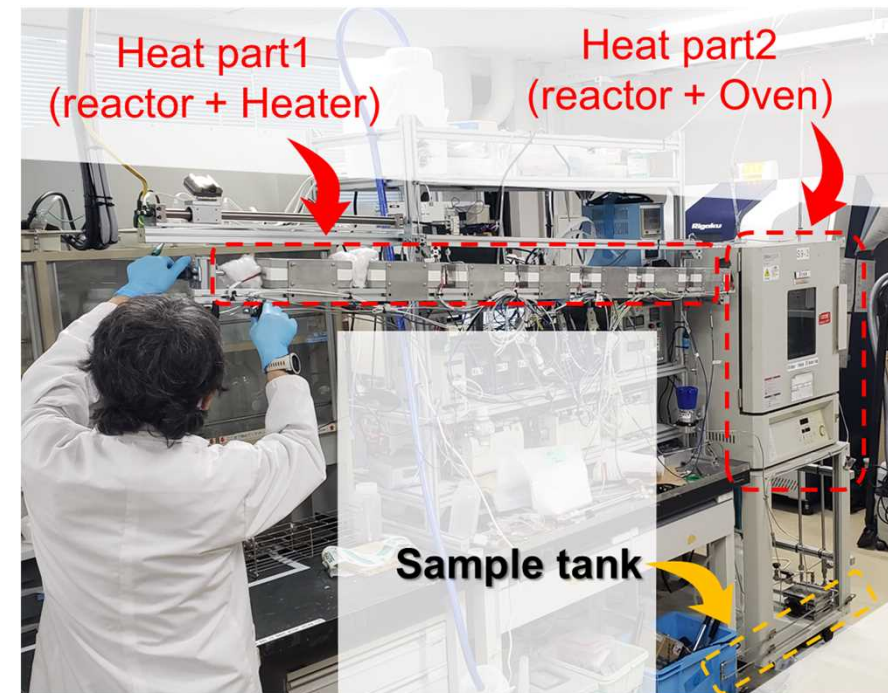 Heat part1
(reactor + Heater)
Heat part2
(reactor + Oven)
Rigaku
Sample tank